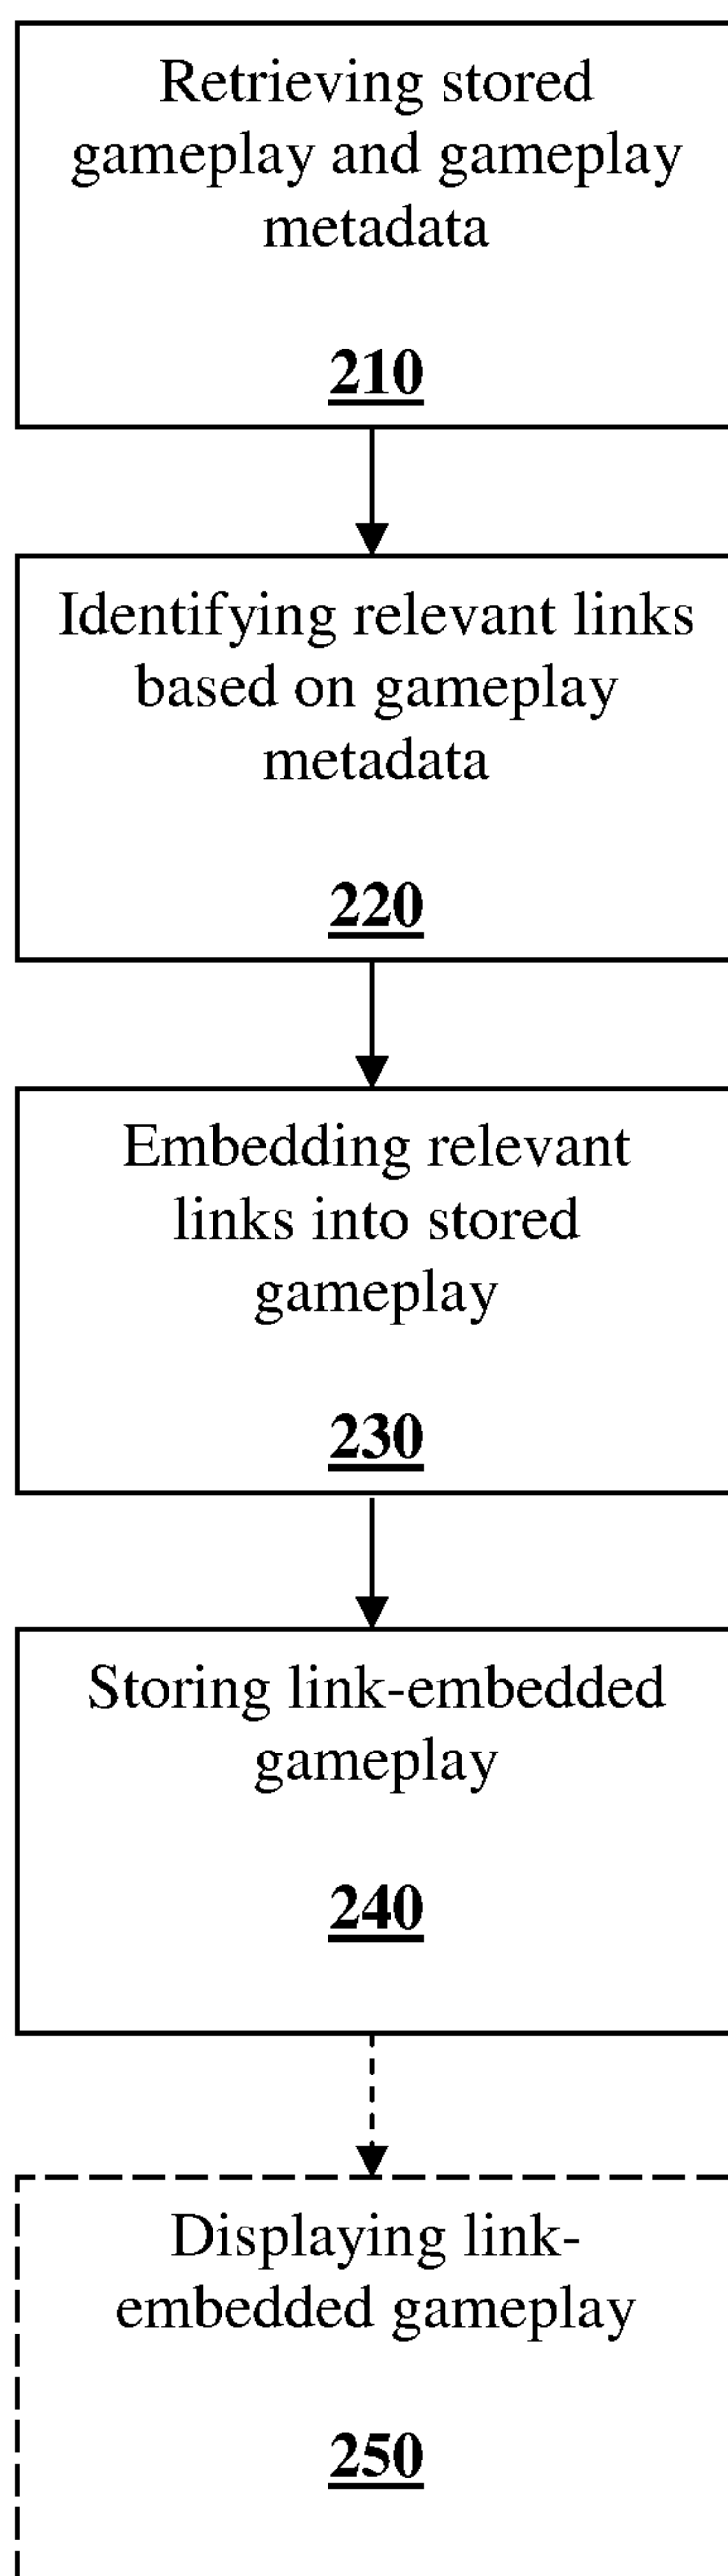 Retrieving stored
gameplay and gameplay
metadata
210
Identifying relevant links
based on gameplay
metadata
220
Embedding relevant
links into stored
gameplay
230
Storing link-embedded
gameplay
240
Displaying link-
embedded gameplay
250